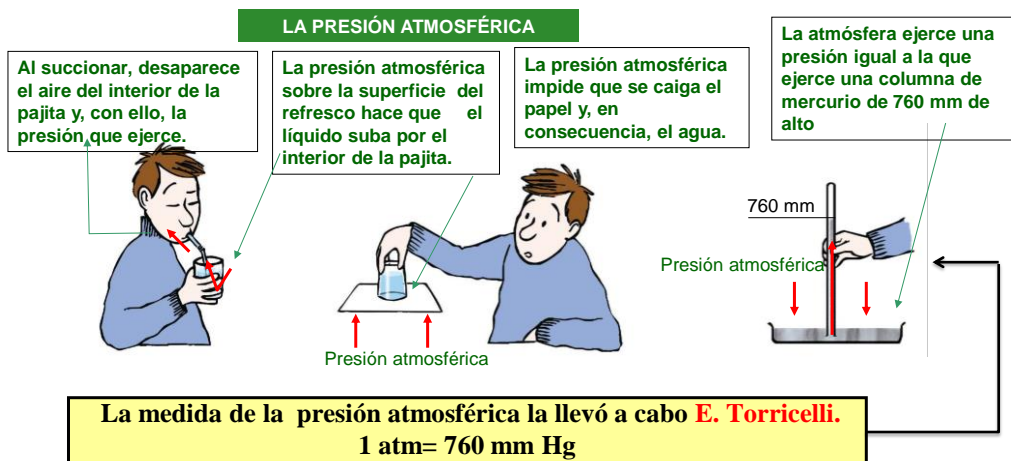 LA PRESIÓN ATMOSFÉRICA
Al succionar, desaparece
el aire del interior de la
pajita y, con ello, la
presión que ejerce.
La presión atmosférica
sobre la superficie del
refresco hace que el
líquido suba por el
interior de la pajita.
La presión atmosférica
impide que se caiga el
papel y, en
consecuencia, el agua.
La atmósfera ejerce una
presión igual a la que
ejerce una columna de
mercurio de 760 mm de
alto
760 mm
Presión atmosférica
Presión atmosférica
La medida de la presión atmosférica la llevó a cabo E. Torricelli.
1 atm= 760 mm Hg